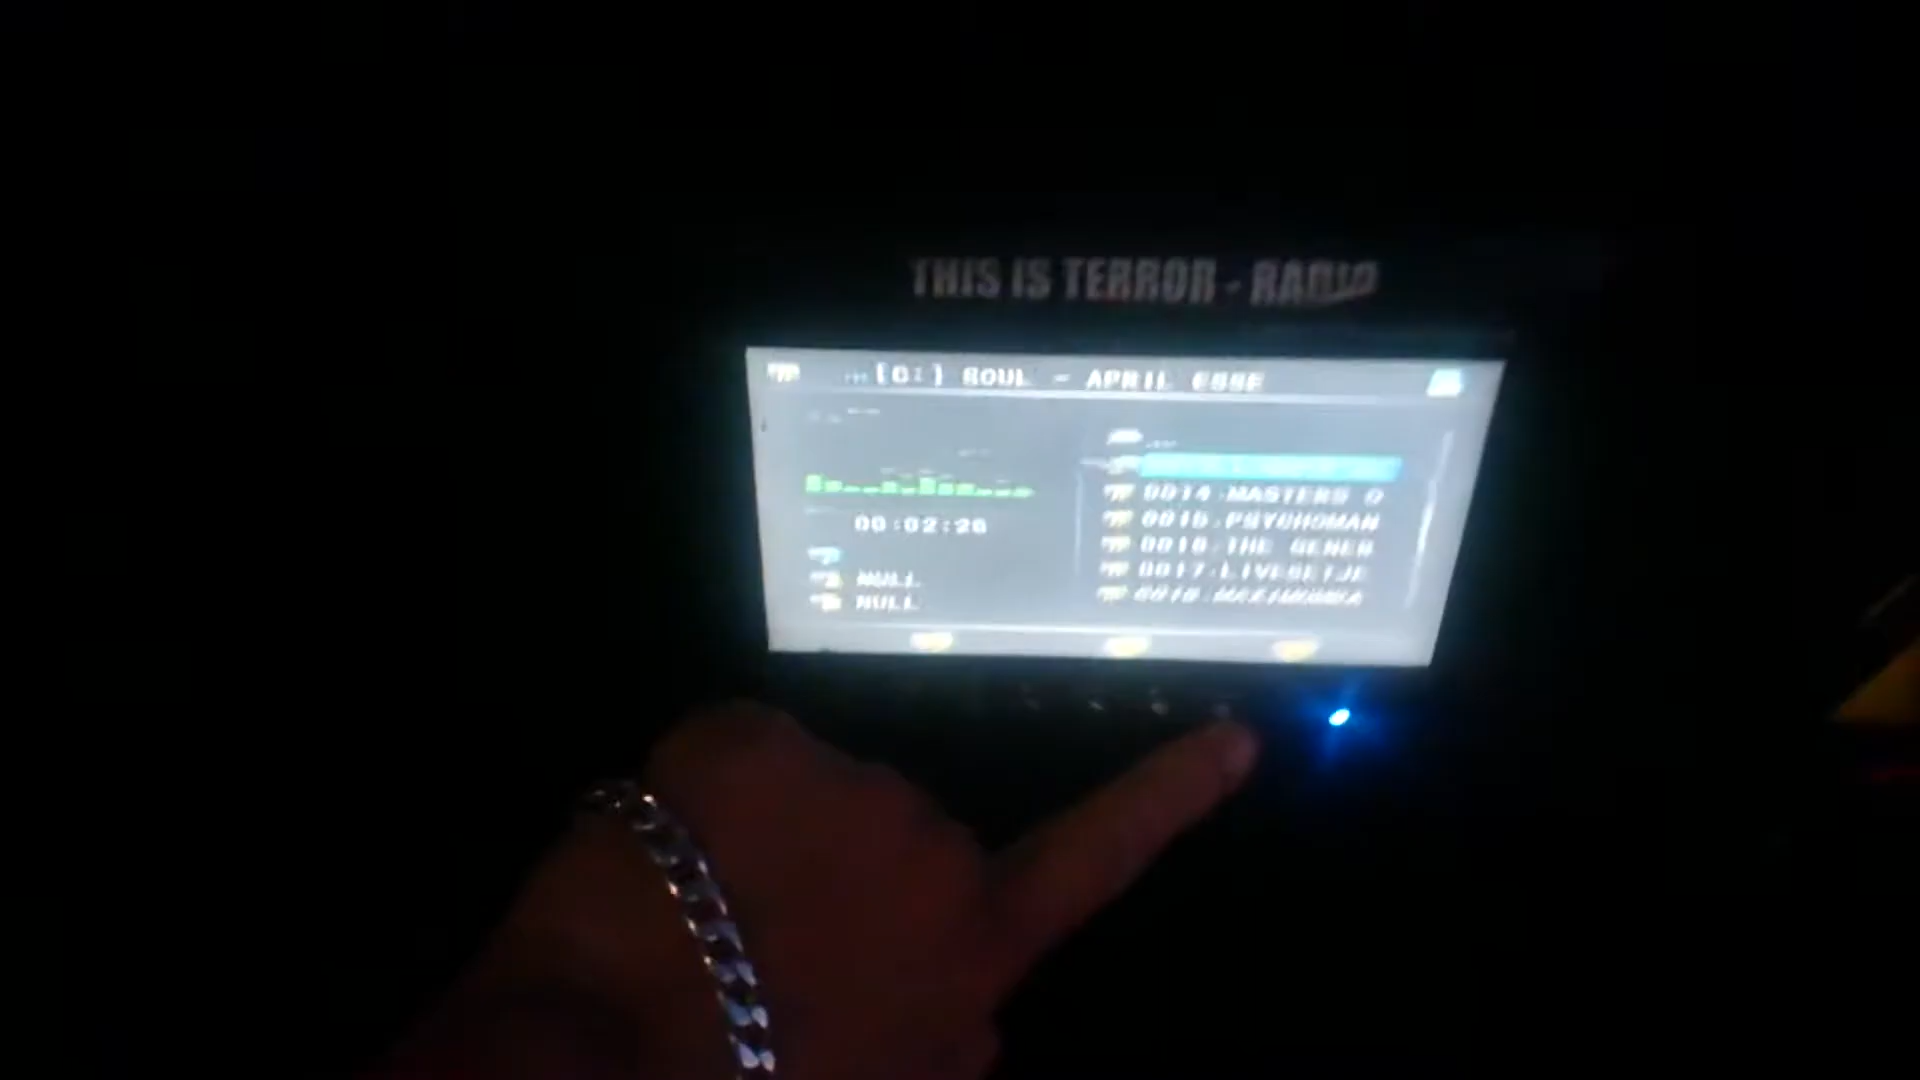 THIS IS TERROR - RADIO
[C:] SOUL - APRIL ESSE
00:02:26
NULL
NULL
0014.MASTERS O
0015.PSYCHOMAN
0016.THE GENER
0017.LIVESETJE